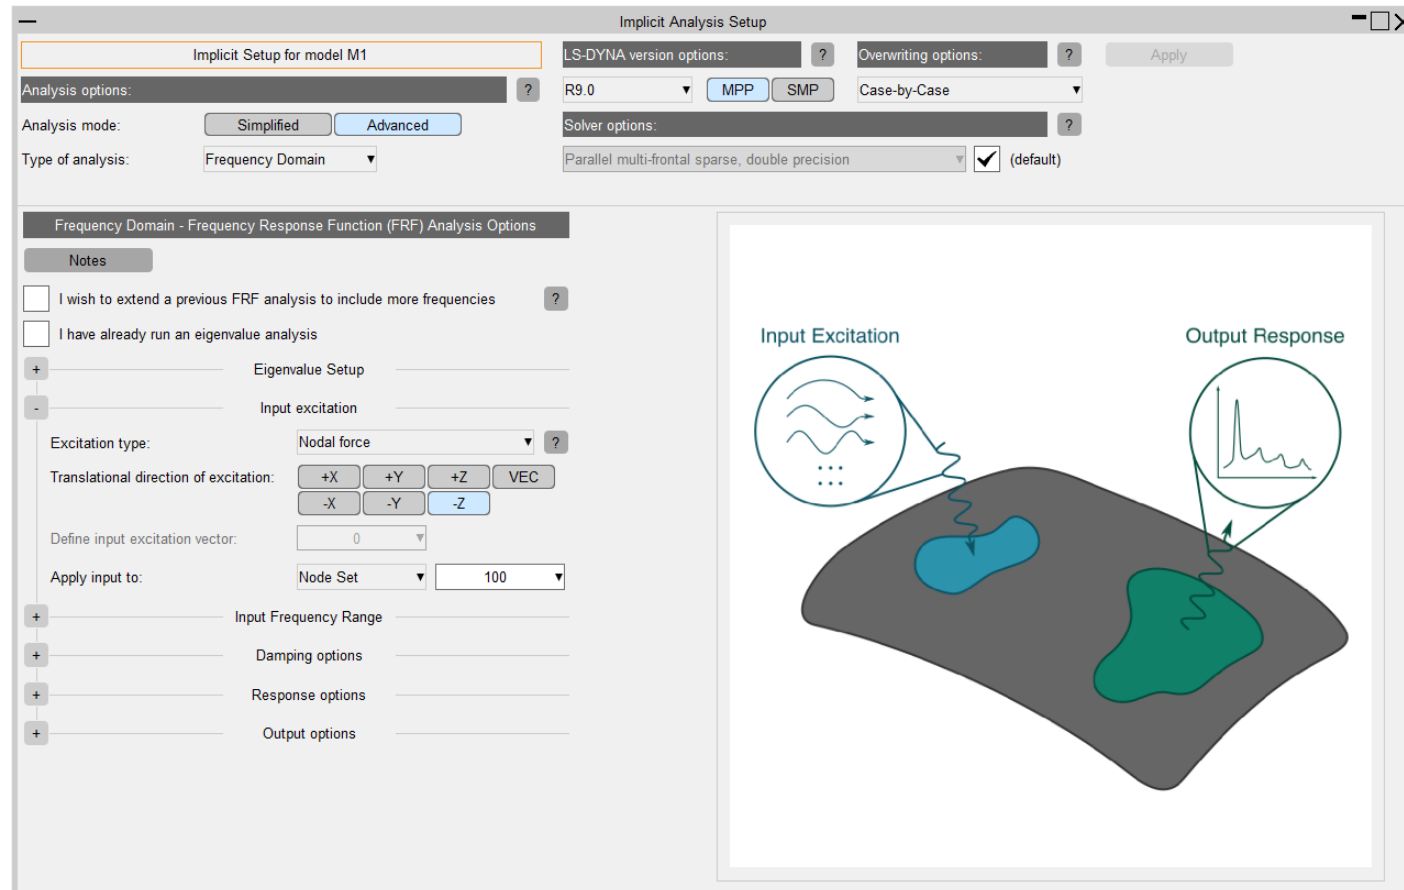 Implicit Analysis Setup
Implicit Setup for model M1
LS-DYNA version options: ?
Overwriting options: ?
Apply
Analysis options: ?
R9.0 MPP SMP
Case-by-Case
Analysis mode: Simplified Advanced
Solver options: ?
Type of analysis: Frequency Domain
Parallel multi-frontal sparse, double precision (default)
Frequency Domain - Frequency Response Function (FRF) Analysis Options
Notes
I wish to extend a previous FRF analysis to include more frequencies ?
I have already run an eigenvalue analysis
+ Eigenvalue Setup
- Input excitation
Excitation type: Nodal force ?
Translational direction of excitation: +X +Y +Z VEC
-X -Y -Z
Define input excitation vector: 0
Apply input to: Node Set 100
+ Input Frequency Range
+ Damping options
+ Response options
+ Output options
Input Excitation
Output Response